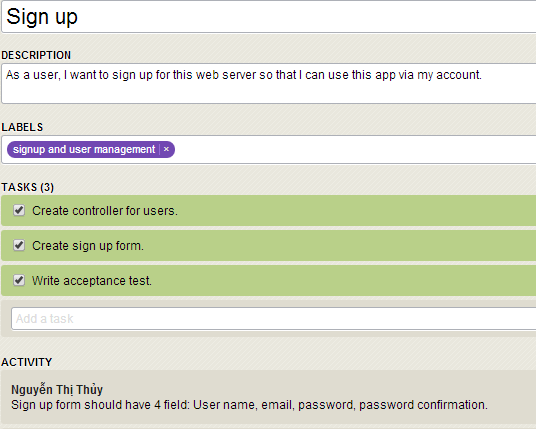 Sign up
DESCRIPTION
As a user, I want to sign up for this web server so that I can use this app via my account.
LABELS
signup and user management ×
TASKS (3)
Create controller for users.
Create sign up form.
Write acceptance test.
Add a task
ACTIVITY
Nguyễn Thị Thủy
Sign up form should have 4 field: User name, email, password, password confirmation.